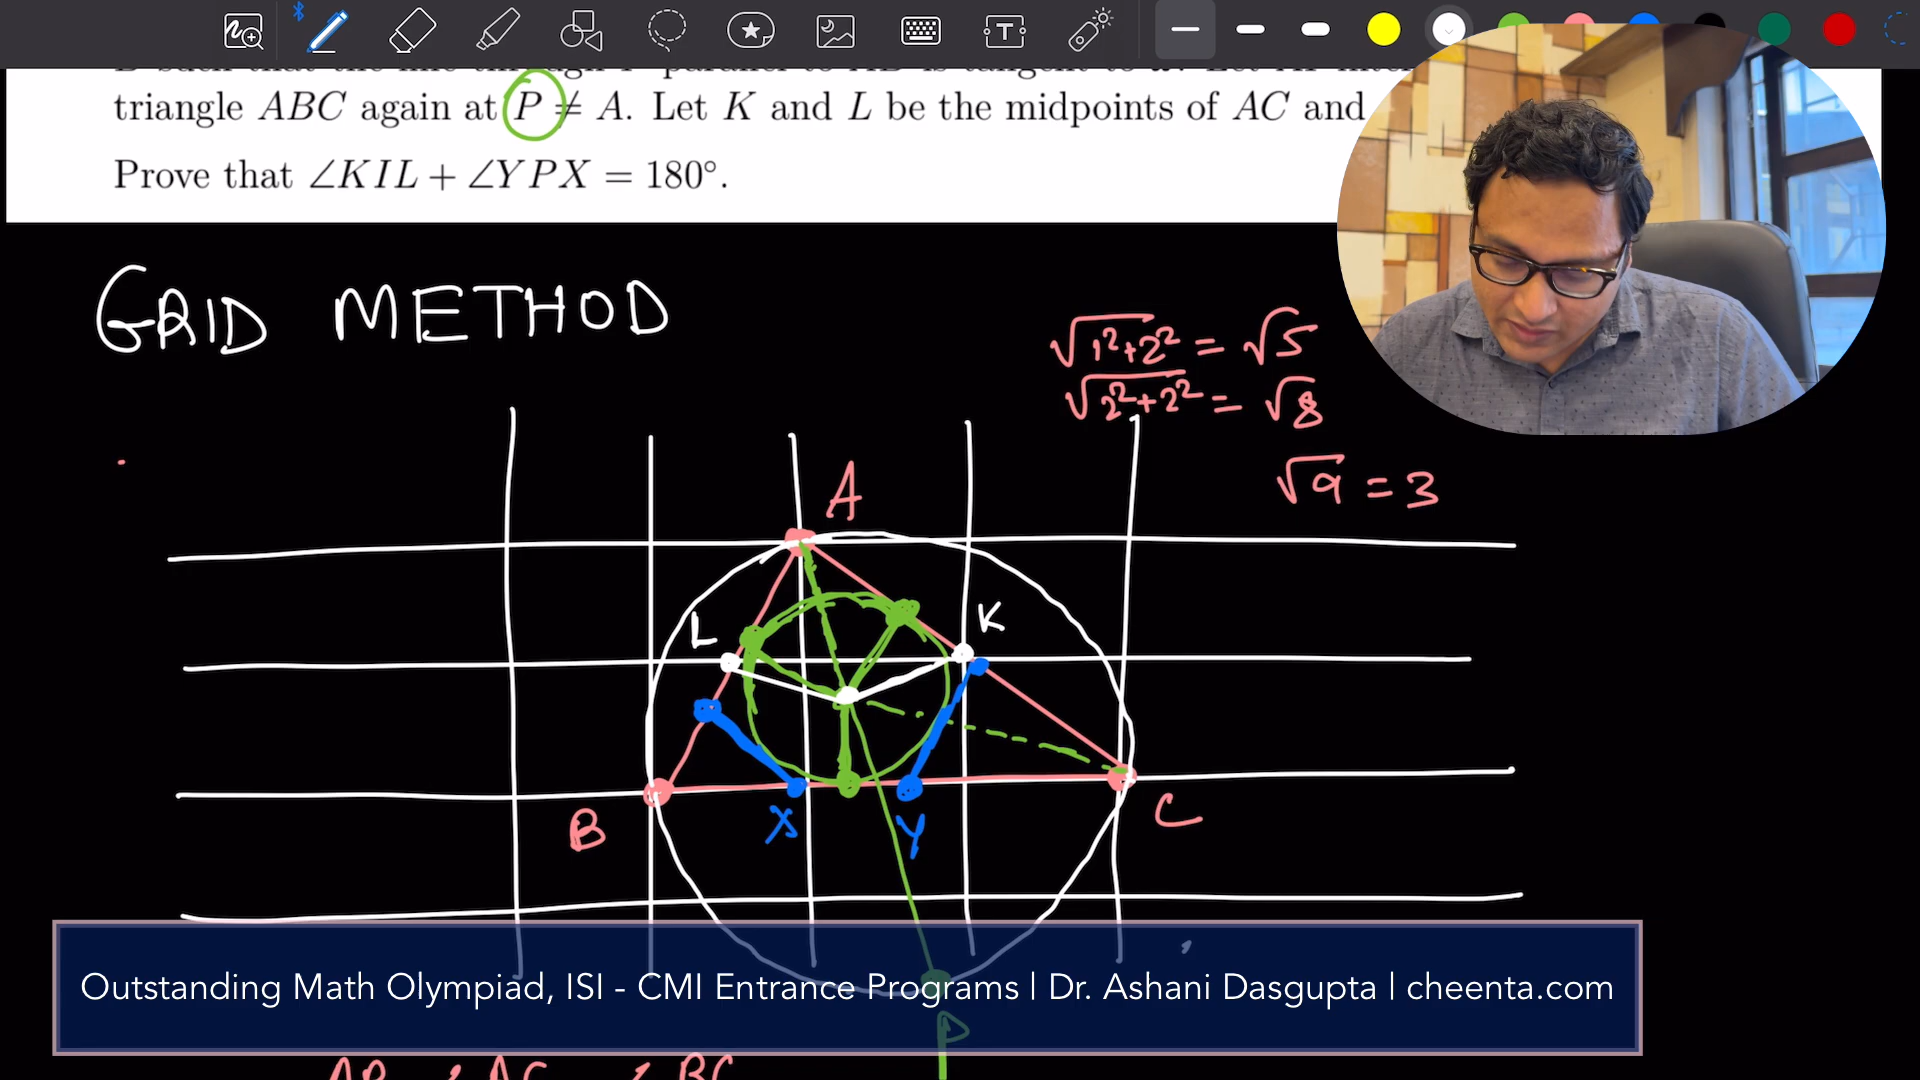 triangle ABC again at P ≠ A. Let K and L be the midpoints of AC and
Prove that ∠KIL + ∠YPX = 180°.
GRID METHOD
√1²+2² = √5
√2²+2² = √8
√9 = 3
A
L
K
B
X
Y
C
Outstanding Math Olympiad, ISI - CMI Entrance Programs | Dr. Ashani Dasgupta | cheenta.com
P